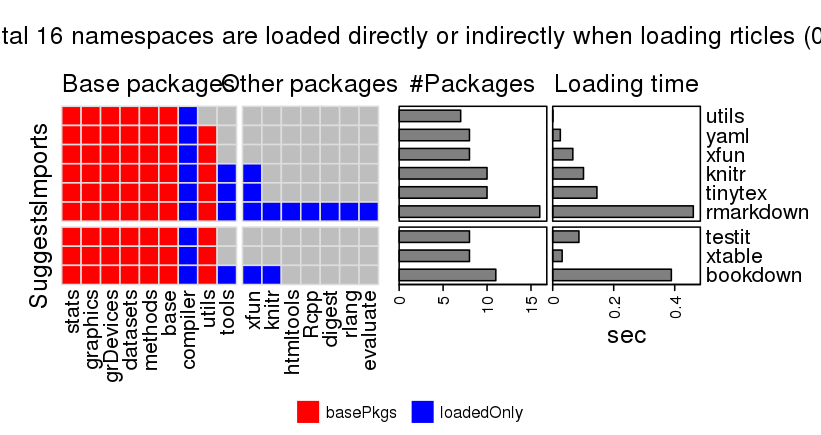 tal 16 namespaces are loaded directly or indirectly when loading rticles (0
Base packages Other packages #Packages Loading time
Imports
Suggests
utils
yaml
xfun
knitr
tinytex
rmarkdown
testit
xtable
bookdown
stats
graphics
grDevices
datasets
methods
base
compiler
utils
tools
xfun
knitr
htmltools
Rcpp
digest
rlang
evaluate
0 5 10 15
0 0.2 0.4
sec
basePkgs loadedOnly